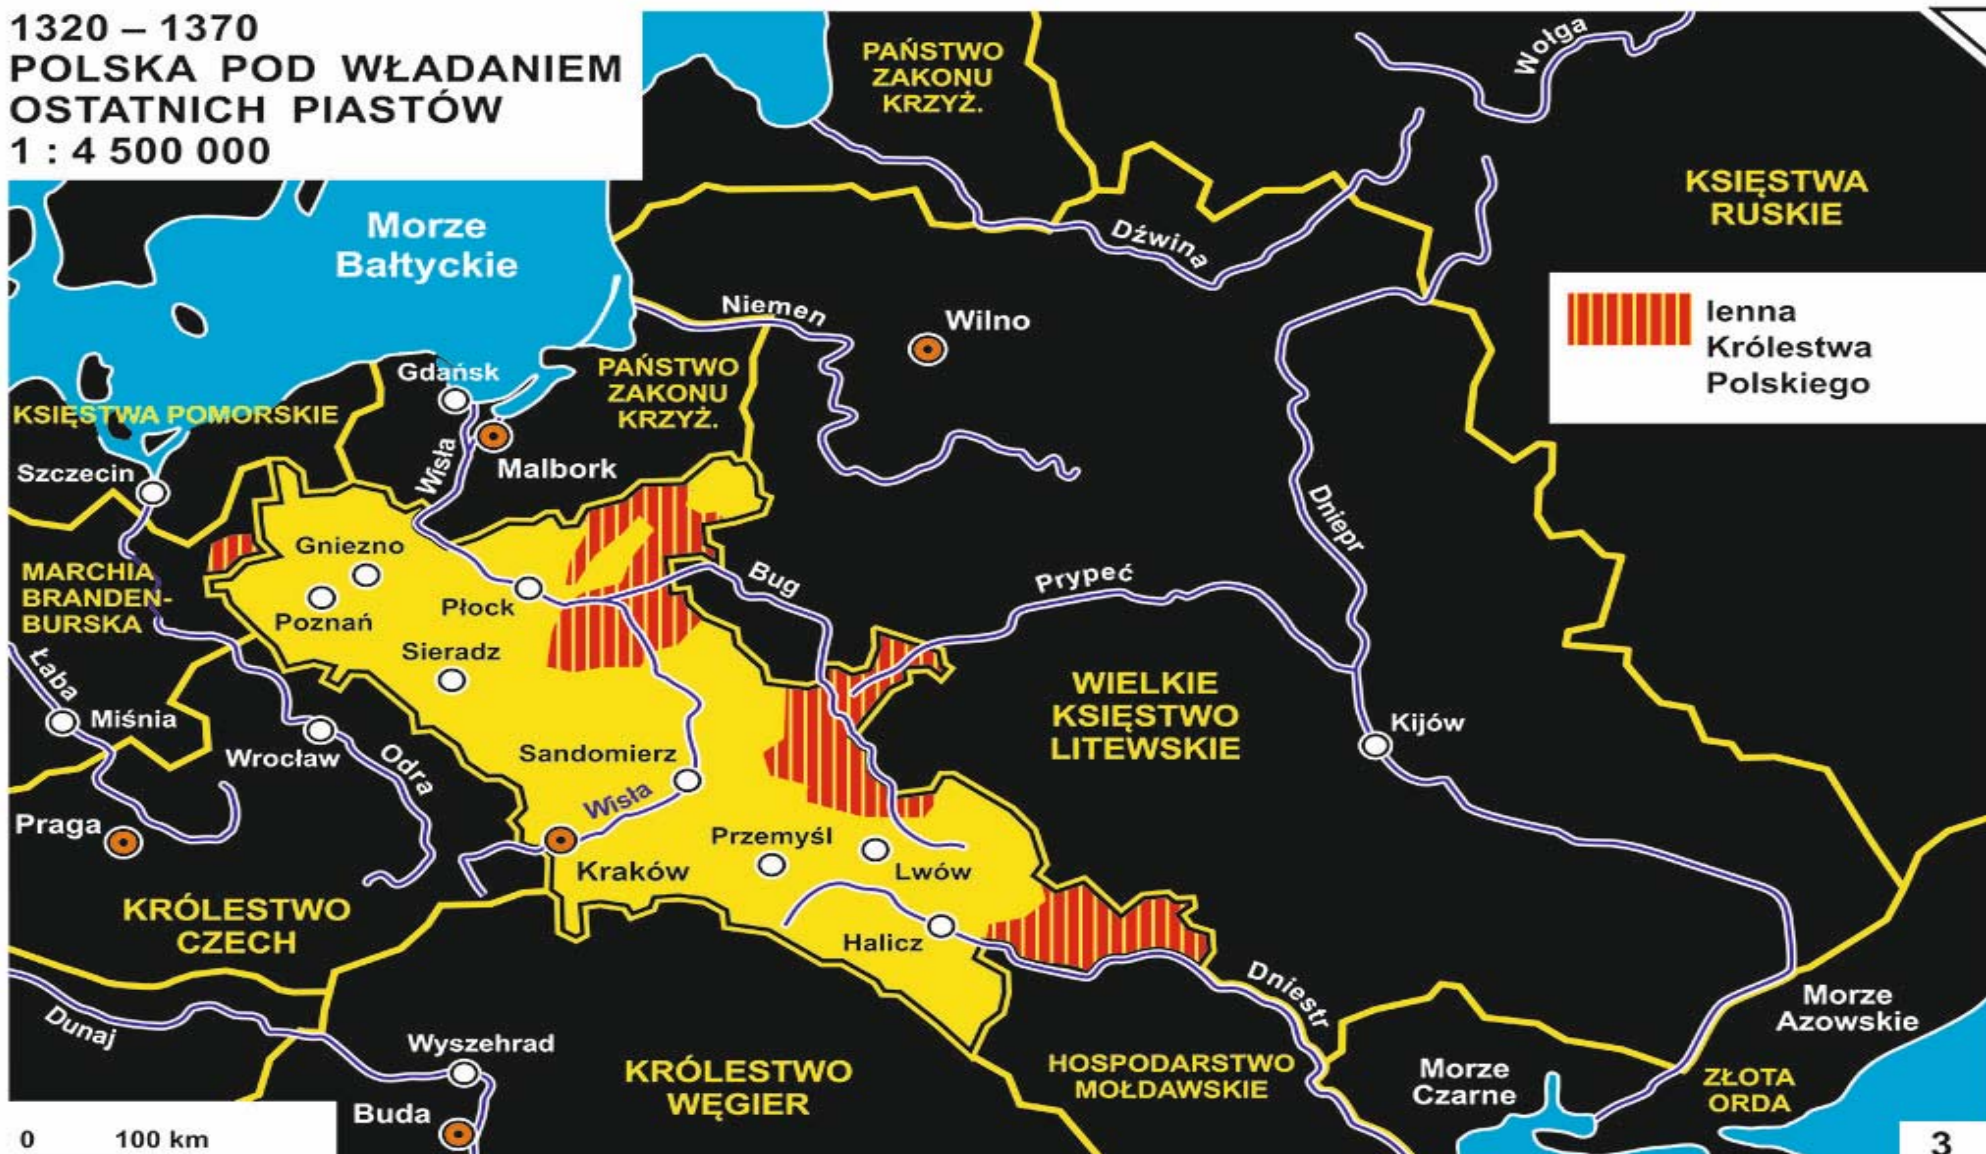 1320 – 1370
POLSKA POD WŁADANIEM
OSTATNICH PIASTÓW
1 : 4 500 000
PAŃSTWO
ZAKONU
KRZYŻ.
Wołga
KSIĘSTWA
RUSKIE
Morze
Bałtyckie
Dźwina
Niemen
Wilno
lenna
Królestwa
Polskiego
Gdańsk
PAŃSTWO
ZAKONU
KRZYŻ.
KSIĘSTWA POMORSKIE
Wisła
Malbork
Szczecin
Dniepr
Gniezno
MARCHIA
BRANDEN-
BURSKA
Poznań
Płock
Bug
Prypeć
Sieradz
Łaba
Miśnia
Wrocław
Odra
Sandomierz
Wisła
WIELKIE
KSIĘSTWO
LITEWSKIE
Kijów
Praga
Kraków
Przemyśl
Lwów
KRÓLESTWO
CZECH
Halicz
Dniestr
Dunaj
Wyszehrad
Buda
KRÓLESTWO
WĘGIER
HOSPODARSTWO
MOŁDAWSKIE
Morze
Azowskie
Morze
Czarne
ZŁOTA
ORDA
0 100 km
3